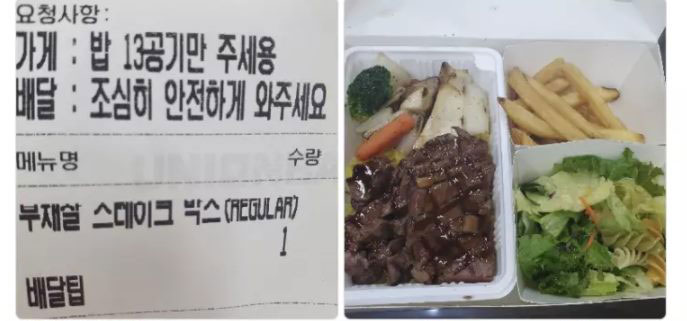 요청사항:
가게 : 밥 13공기만 주세용
배달 : 조심히 안전하게 와주세요
메뉴명 수량
부채살 스테이크 박스(REGULAR)
1
배달팁